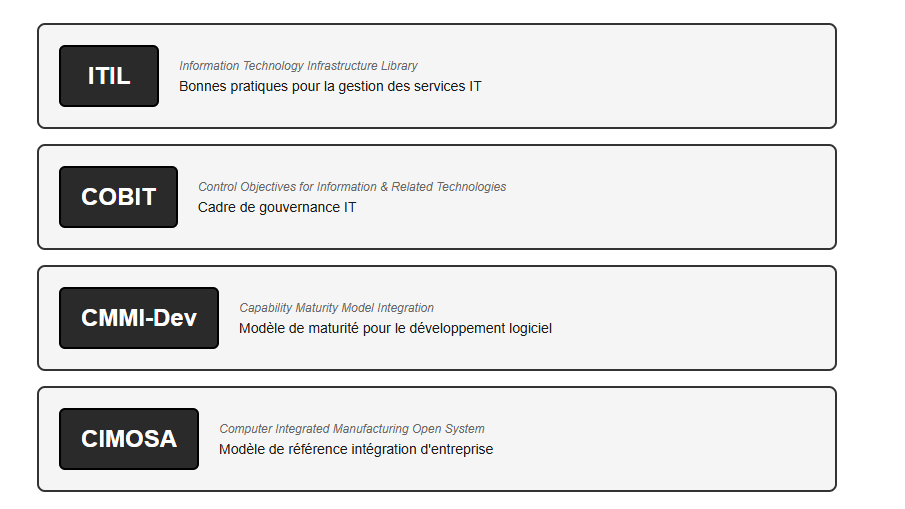 ITIL
Information Technology Infrastructure Library
Bonnes pratiques pour la gestion des services IT
COBIT
Control Objectives for Information & Related Technologies
Cadre de gouvernance IT
CMMI-Dev
Capability Maturity Model Integration
Modèle de maturité pour le développement logiciel
CIMOSA
Computer Integrated Manufacturing Open System
Modèle de référence intégration d'entreprise